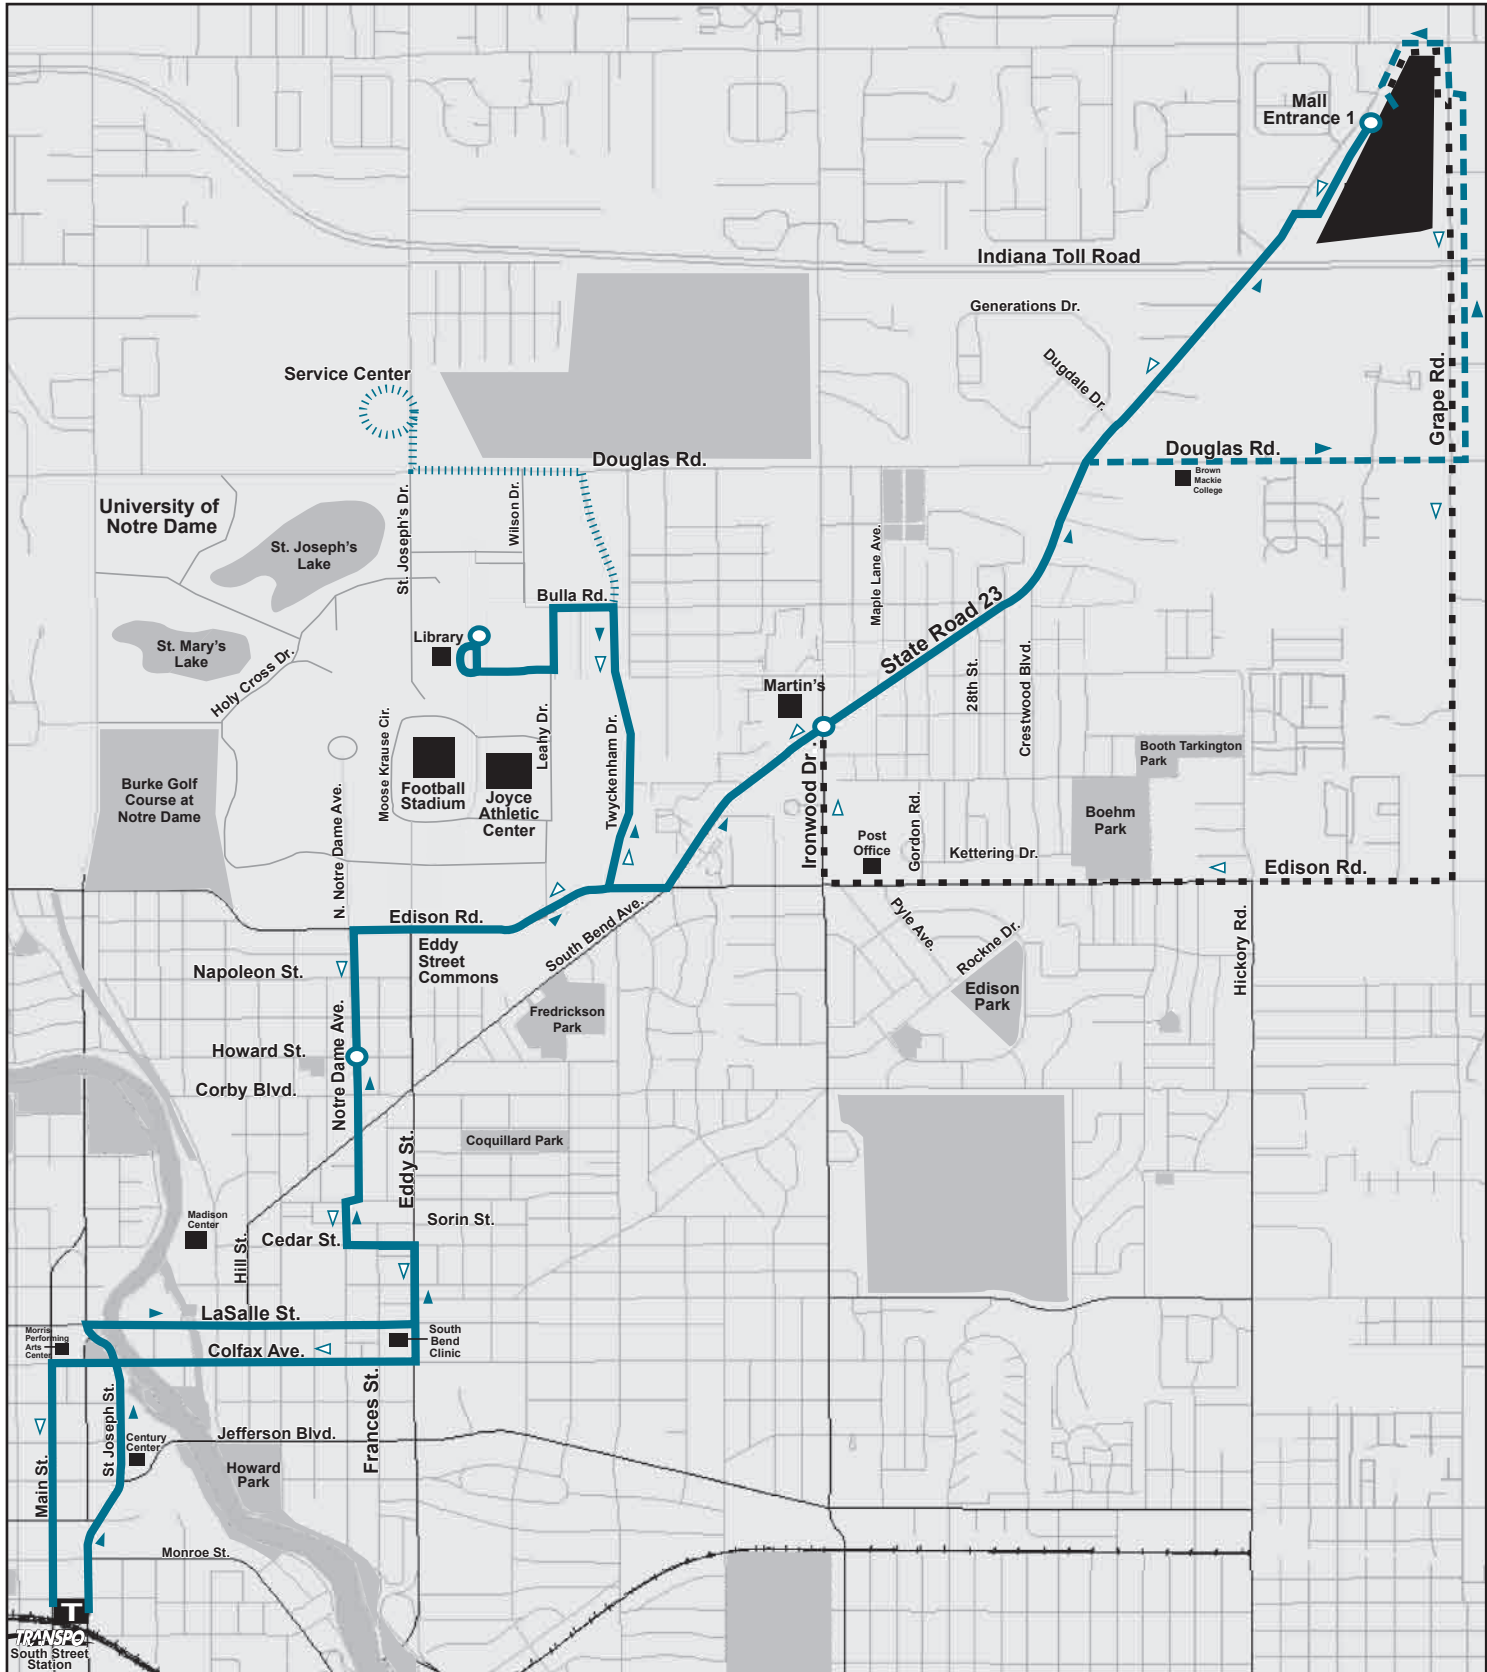 Mall
Entrance 1
Indiana Toll Road
Generations Dr.
Dugdale Dr.
Grape Rd.
Service Center
Douglas Rd.
Douglas Rd.
Brown
Mackie
College
University of
Notre Dame
St. Joseph's Dr.
Wilson Dr.
St. Joseph's
Lake
Maple Lane Ave.
Bulla Rd.
State Road 23
Library
St. Mary's
Lake
Holy Cross Dr.
28th St.
Crestwood Blvd.
Martin's
Moose Krause Cir.
Leahy Dr.
Twyckenham Dr.
Ironwood Dr.
Booth Tarkington
Park
Football
Stadium
Joyce
Athletic
Center
Burke Golf
Course at
Notre Dame
N. Notre Dame Ave.
Boehm
Park
Post
Office
Gordon Rd.
Kettering Dr.
Edison Rd.
Edison Rd.
Eddy
Street
Commons
South Bend Ave.
Pyle Ave.
Rockne Dr.
Hickory Rd.
Napoleon St.
Edison
Park
Fredrickson
Park
Notre Dame Ave.
Howard St.
Corby Blvd.
Coquillard Park
Eddy St.
Madison
Center
Sorin St.
Hill St.
Cedar St.
LaSalle St.
Morris
Performing
Arts
Center
Colfax Ave.
South
Bend
Clinic
St Joseph St.
Frances St.
Jefferson Blvd.
Century
Center
Main St.
Howard
Park
Monroe St.
T
TRANSPO
South Street
Station